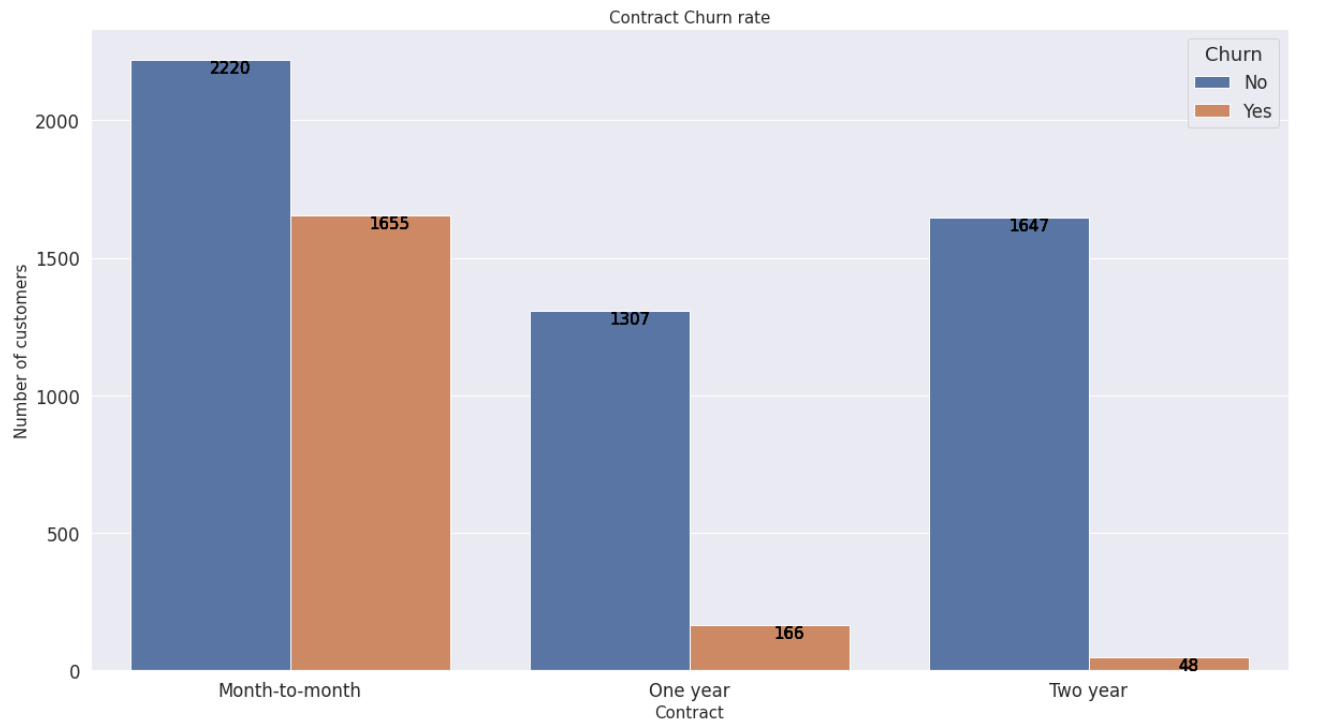 Contract Churn rate
Churn
No
Yes
2220
1655
1307
166
1647
48
2000
1500
1000
500
0
Number of customers
Month-to-month
One year
Two year
Contract